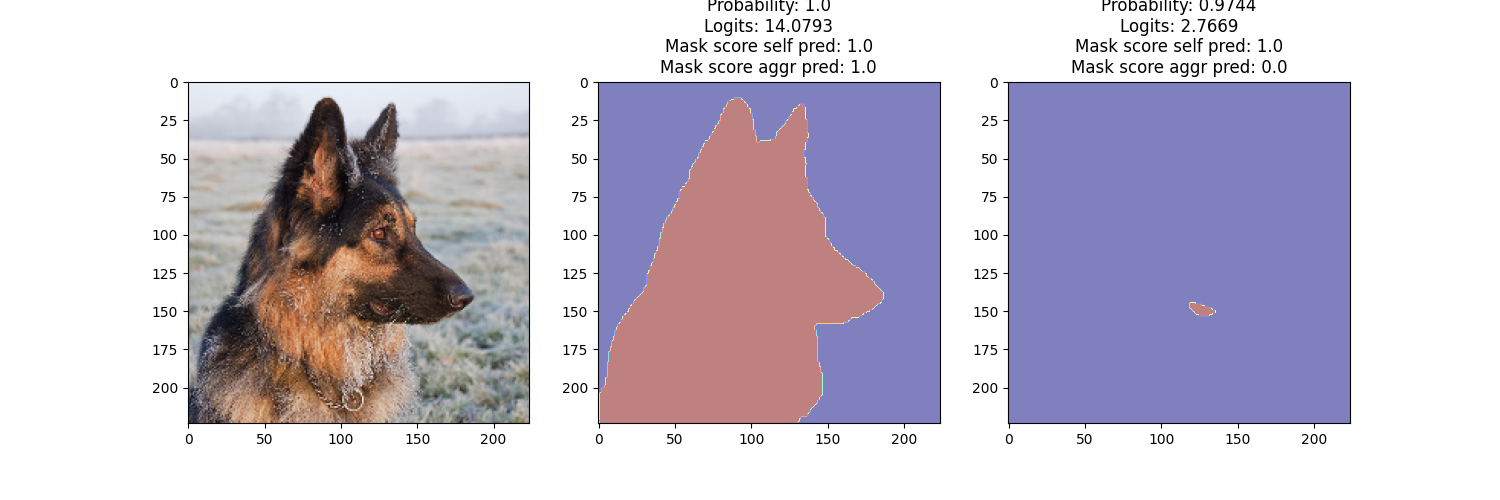 Probability: 1.0
Logits: 14.0793
Mask score self pred: 1.0
Mask score aggr pred: 1.0
Probability: 0.9744
Logits: 2.7669
Mask score self pred: 1.0
Mask score aggr pred: 0.0
0
25
50
75
100
125
150
175
200
0 50 100 150 200
0
25
50
75
100
125
150
175
200
0 50 100 150 200
0
25
50
75
100
125
150
175
200
0 50 100 150 200